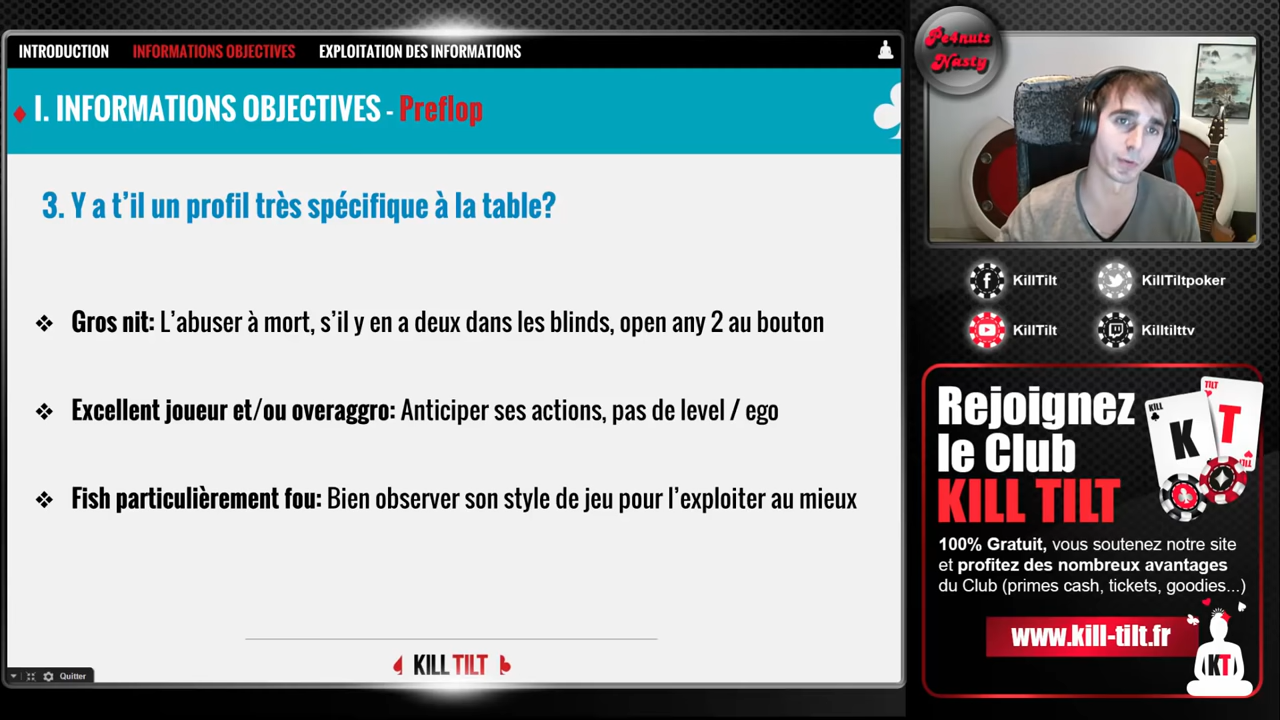 INTRODUCTION INFORMATIONS OBJECTIVES EXPLOITATION DES INFORMATIONS
I. INFORMATIONS OBJECTIVES - Preflop
3. Y a t'il un profil très spécifique à la table?
Gros nit: L'abuser à mort, s'il y en a deux dans les blinds, open any 2 au bouton
Excellent joueur et/ou overaggro: Anticiper ses actions, pas de level / ego
Fish particulièrement fou: Bien observer son style de jeu pour l'exploiter au mieux
KILL TILT
Quitter
Pe4nuts
Nasty
KillTilt KillTiltpoker
KillTilt Killtilttv
Rejoignez
le Club
KILL TILT
KILL
K
TILT
T
TILT
100% Gratuit, vous soutenez notre site
et profitez des nombreux avantages
du Club (primes cash, tickets, goodies...)
www.kill-tilt.fr
KT